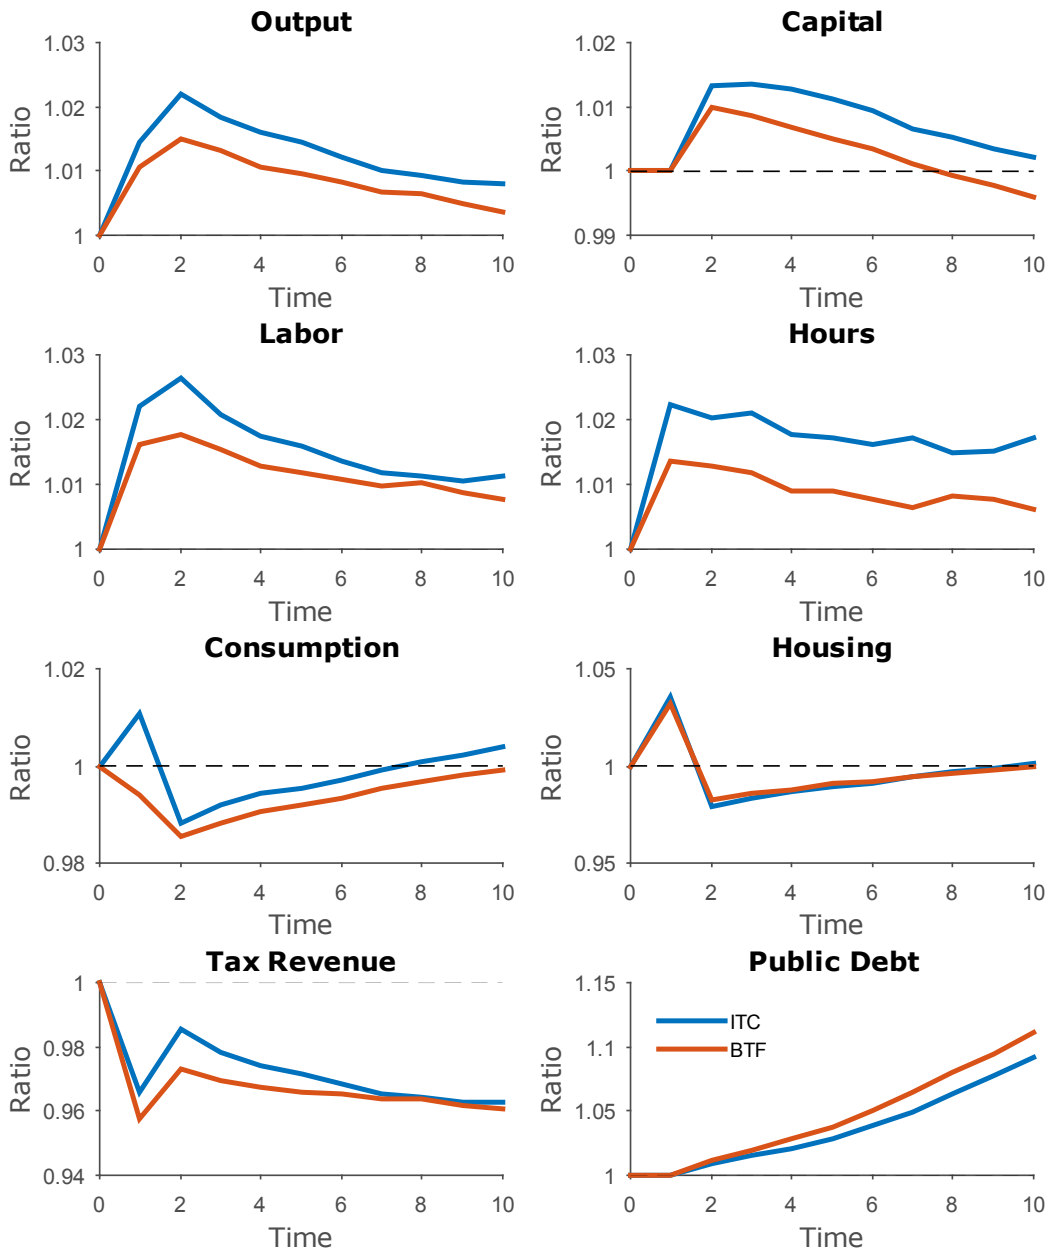 Output
1.03
1.02
1.01
1
Ratio
0 2 4 6 8 10
Time
Capital
1.02
1.01
1
0.99
Ratio
0 2 4 6 8 10
Time
Labor
1.03
1.02
1.01
1
Ratio
0 2 4 6 8 10
Time
Hours
1.03
1.02
1.01
1
Ratio
0 2 4 6 8 10
Time
Consumption
1.02
1
0.98
Ratio
0 2 4 6 8 10
Time
Housing
1.05
1
0.95
Ratio
0 2 4 6 8 10
Time
Tax Revenue
1
0.98
0.96
0.94
Ratio
0 2 4 6 8 10
Time
Public Debt
1.15
1.1
1.05
1
Ratio
ITC
BTF
0 2 4 6 8 10
Time